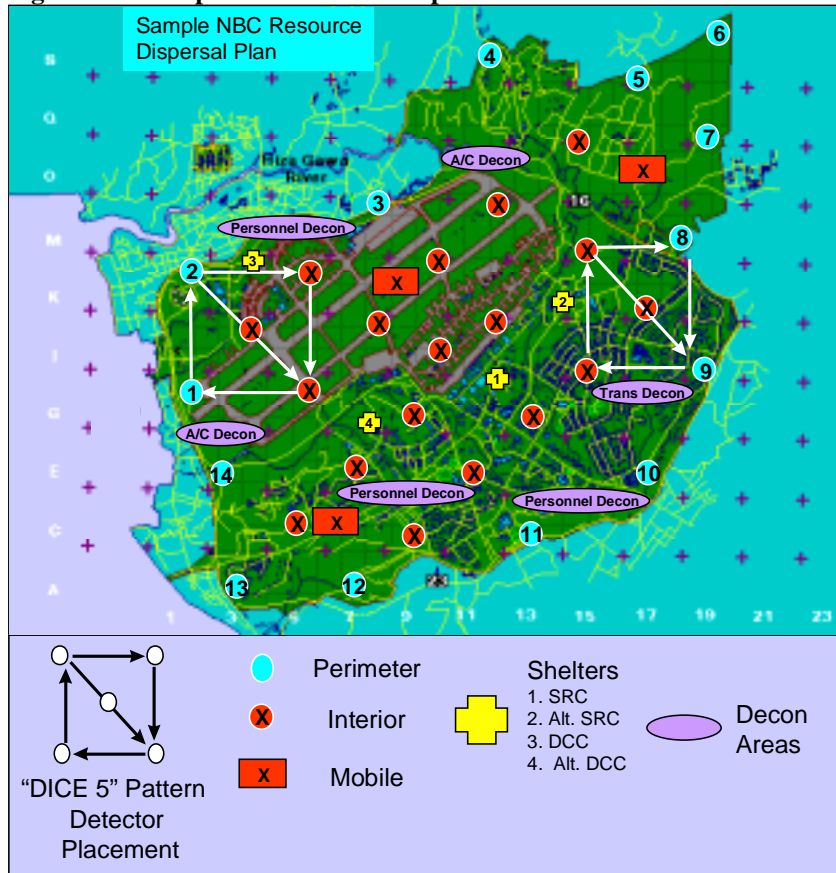 Sample NBC Resource
Dispersal Plan
S
Q
O
M
K
I
G
E
C
A
4
6
5
7
A/C Decon
X
X
River
16
3
X
Personnel Decon
8
3
2
X
X
X
X
2
X
X
X
X
X
X
1
9
1
X
X
Trans Decon
4
X
X
A/C Decon
14
X
X
10
Personnel Decon
Personnel Decon
X
X
X
11
13
12
1 3 5 7 9 11 13 15 17 19 21 23
"DICE 5" Pattern
Detector
Placement
Perimeter
X
Interior
X
Mobile
Shelters
1. SRC
2. Alt. SRC
3. DCC
4. Alt. DCC
Decon
Areas